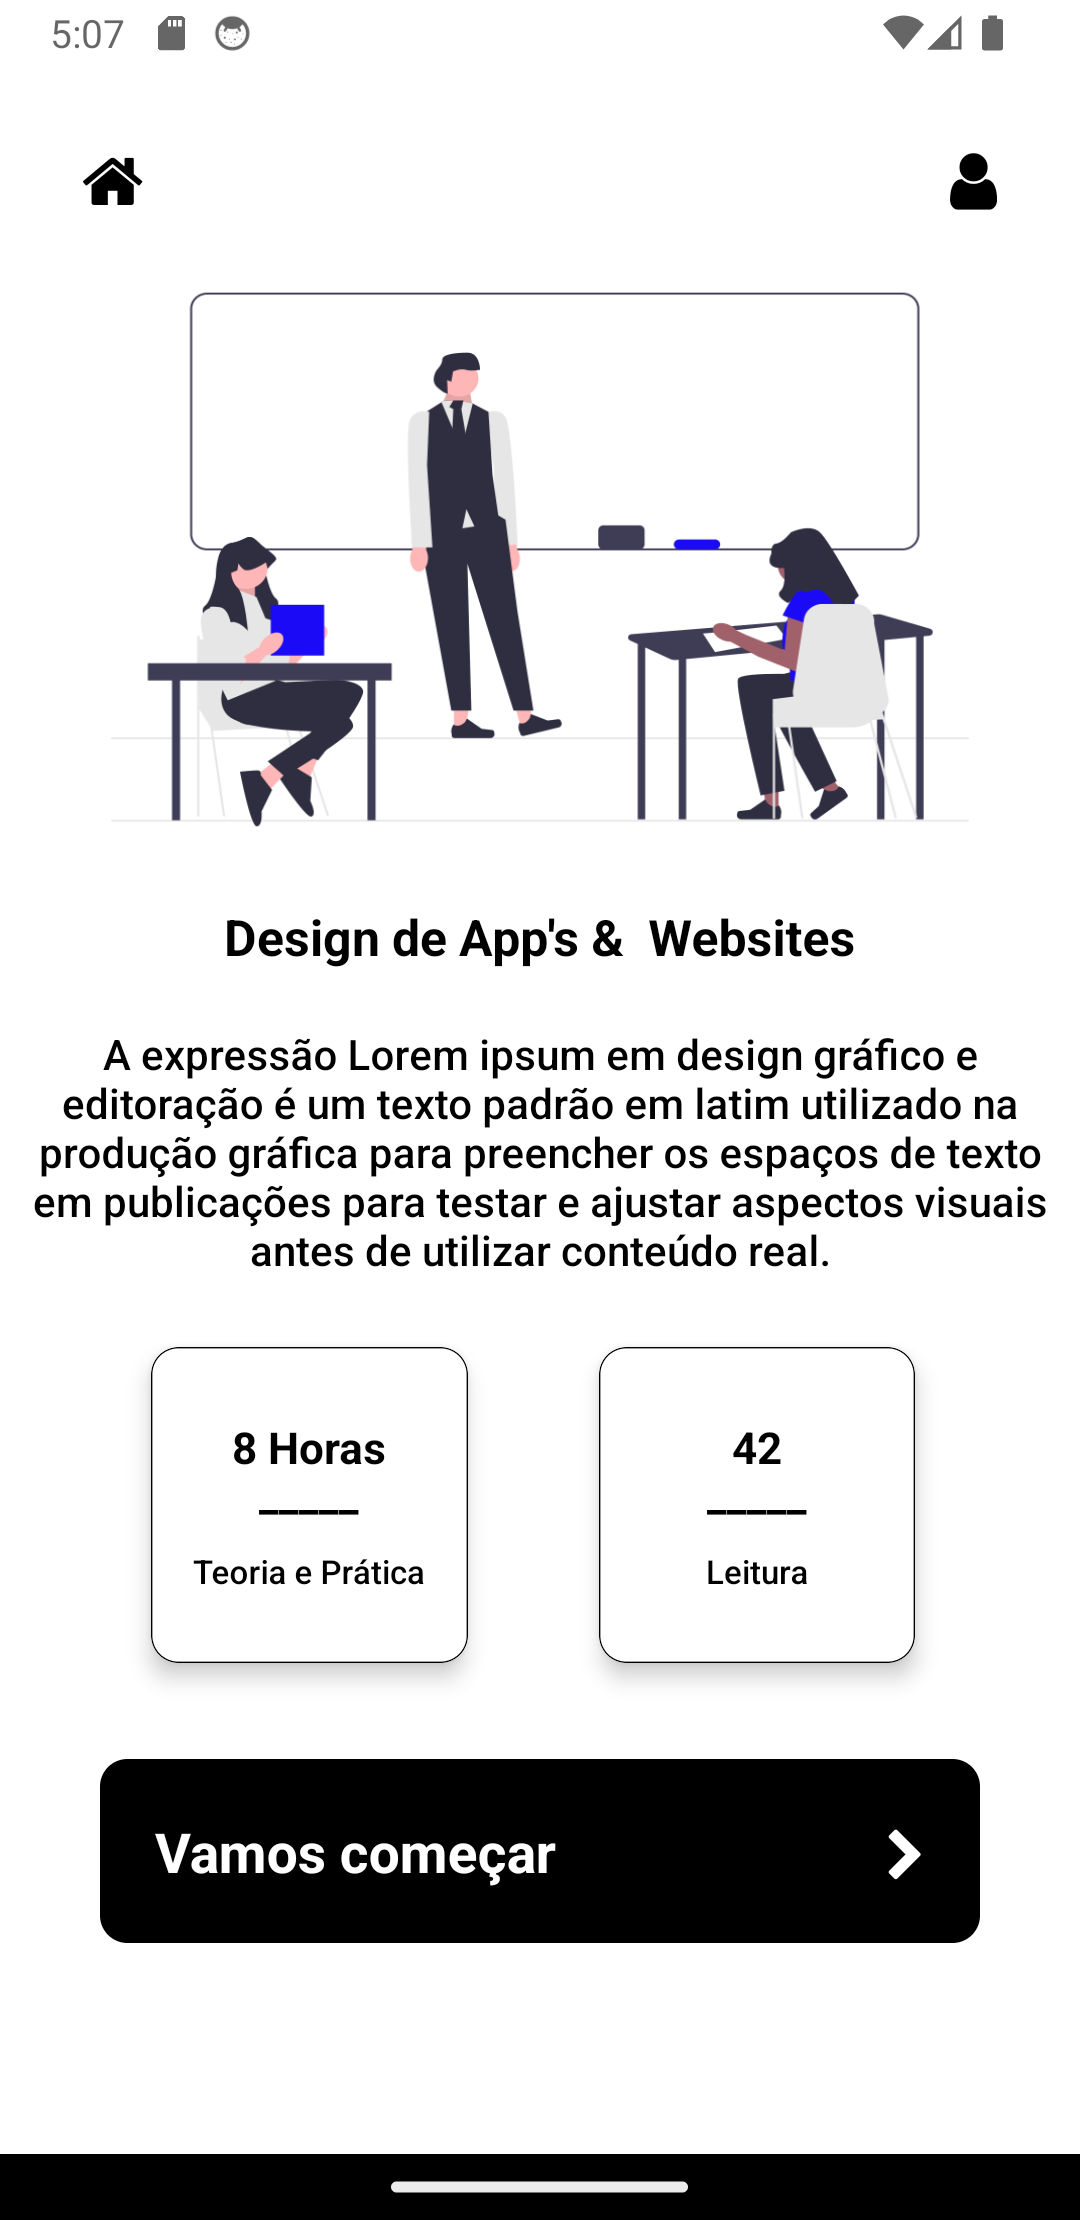 5:07
Design de App's &  Websites
A expressão Lorem ipsum em design gráfico e
editoração é um texto padrão em latim utilizado na
produção gráfica para preencher os espaços de texto
em publicações para testar e ajustar aspectos visuais
antes de utilizar conteúdo real.
8 Horas
_____
Teoria e Prática
42
_____
Leitura
Vamos começar